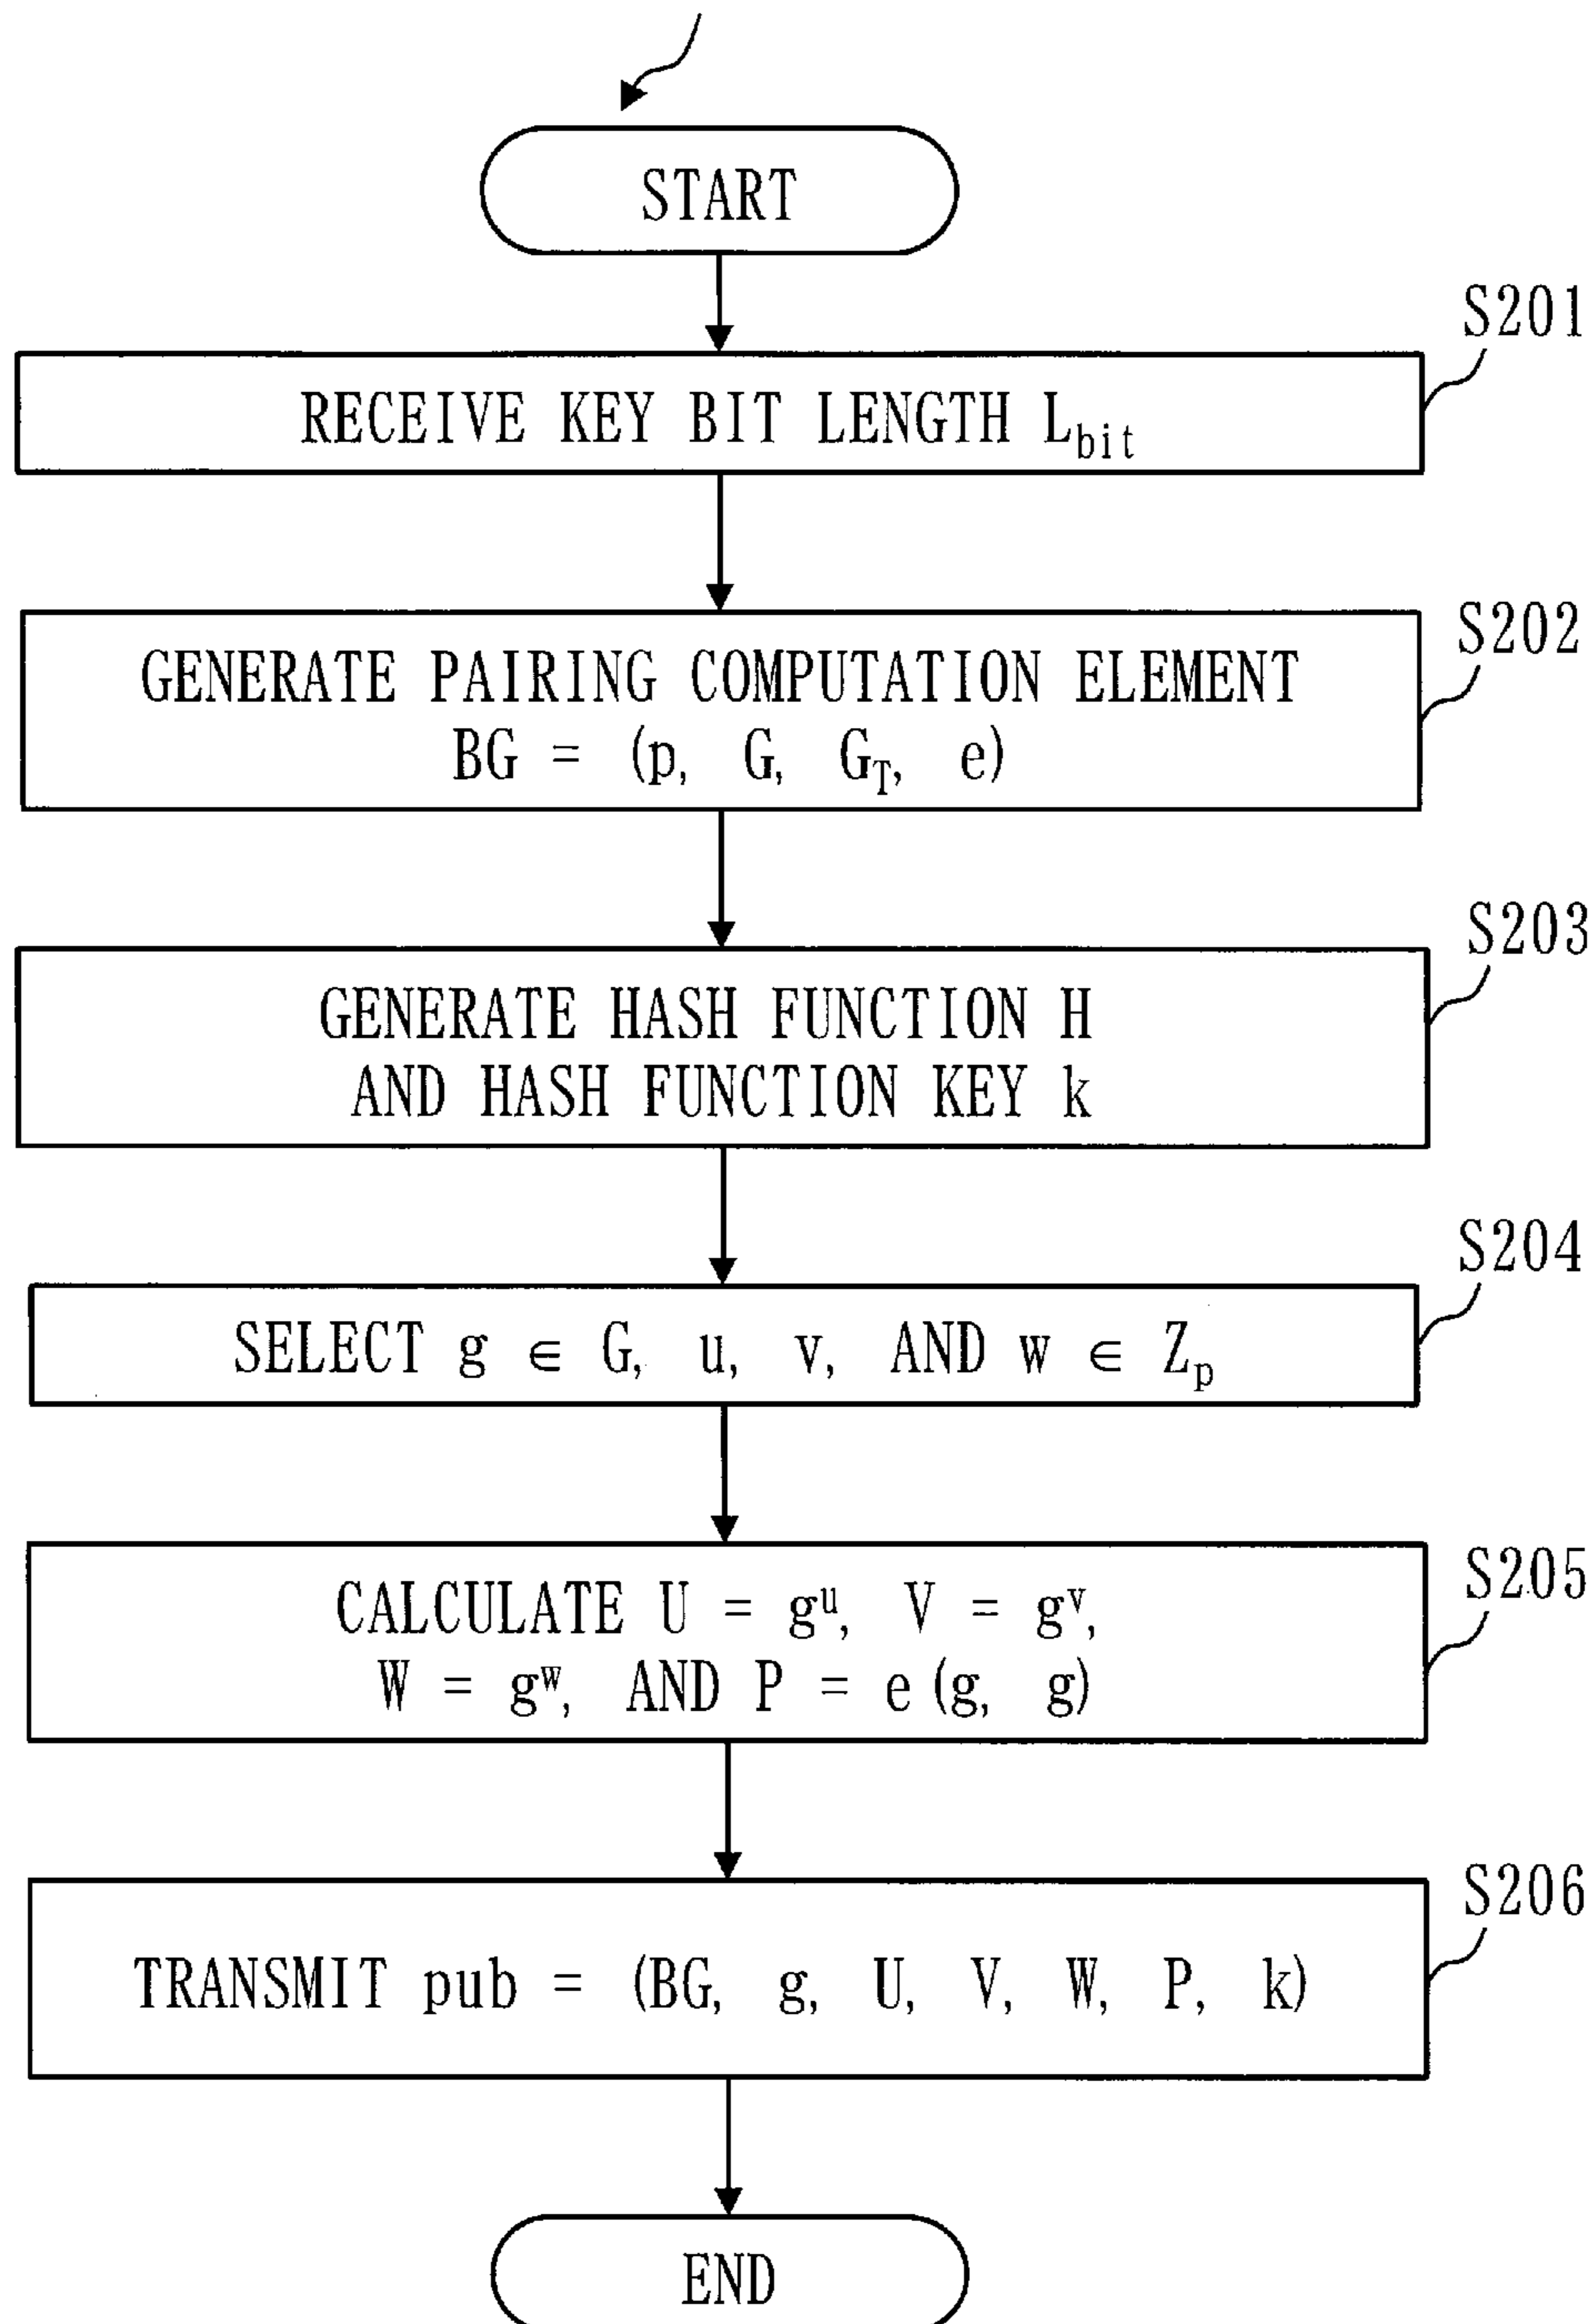 START
S201
RECEIVE KEY BIT LENGTH L_bit
S202
GENERATE PAIRING COMPUTATION ELEMENT
BG = (p, G, G_T, e)
S203
GENERATE HASH FUNCTION H
AND HASH FUNCTION KEY k
S204
SELECT g ∈ G, u, v, AND w ∈ Z_p
S205
CALCULATE U = g^u, V = g^v,
W = g^w, AND P = e(g, g)
S206
TRANSMIT pub = (BG, g, U, V, W, P, k)
END